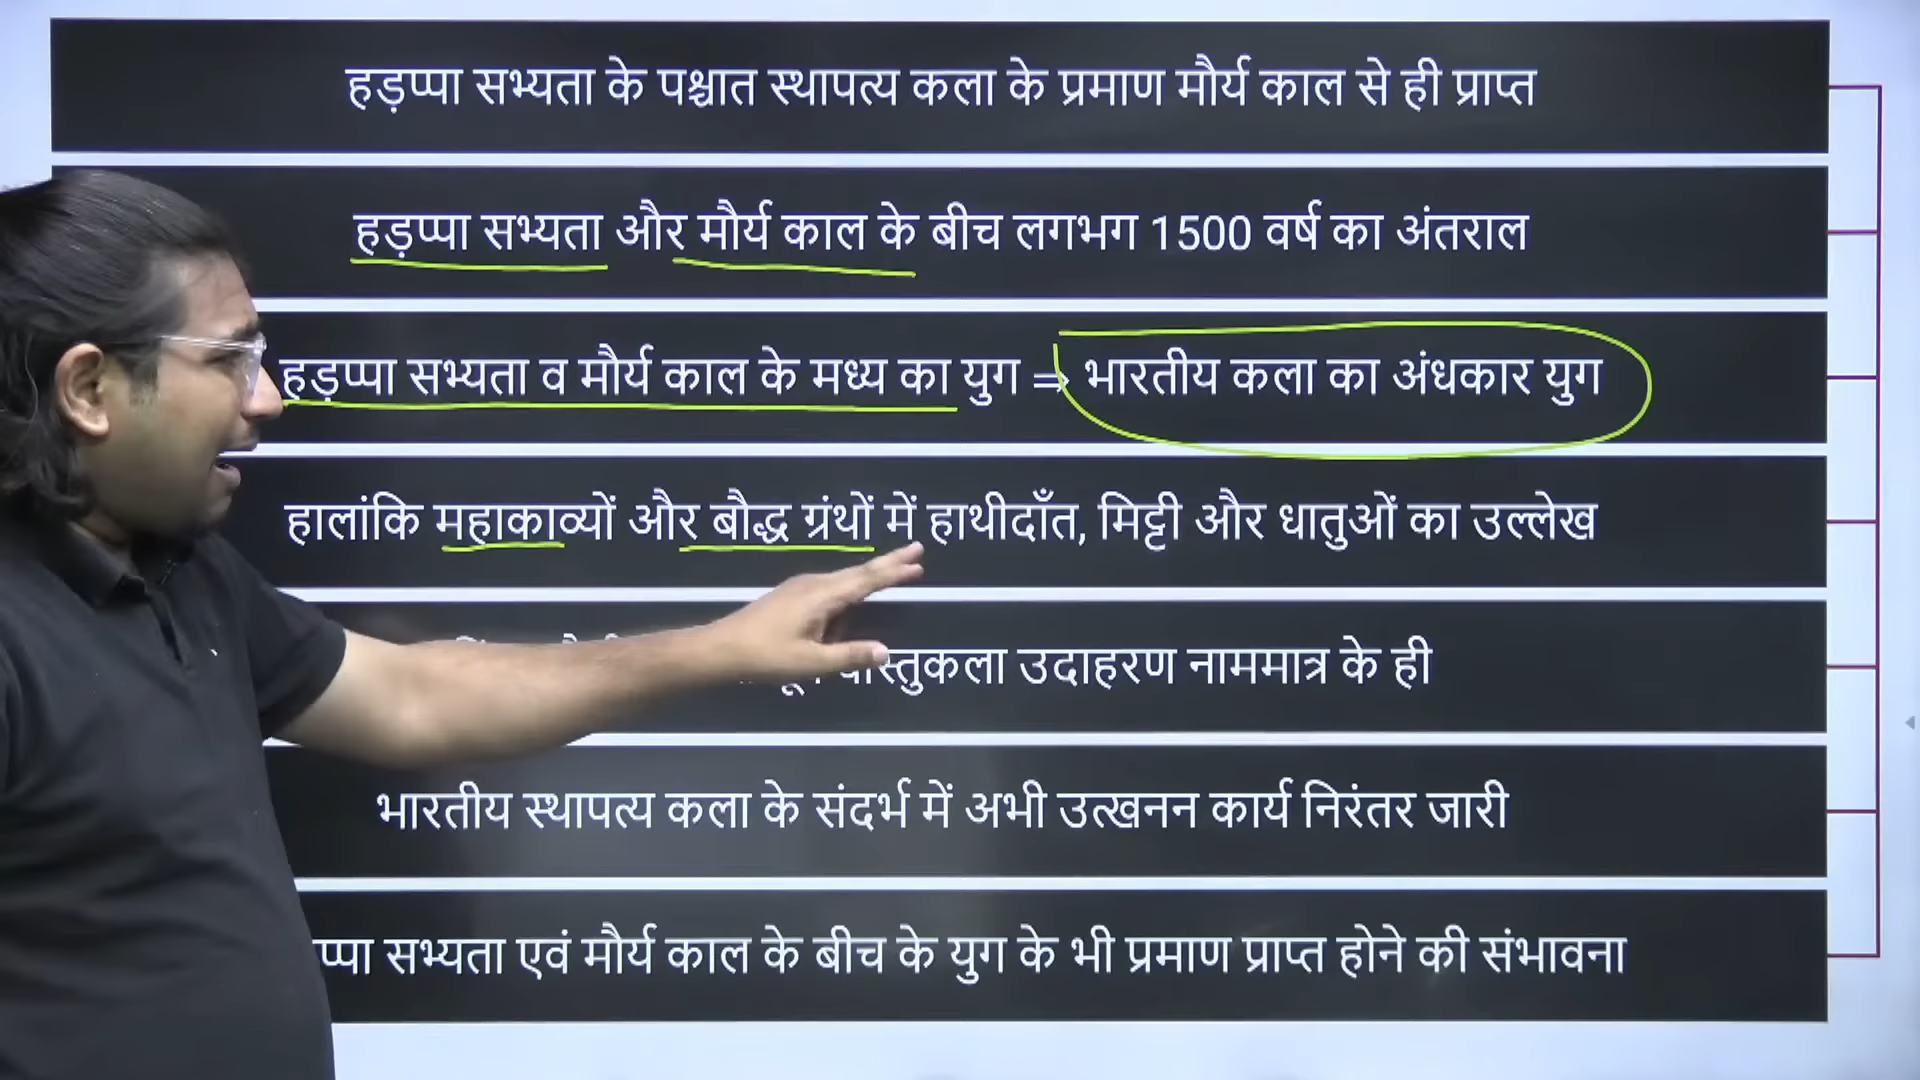 हड़प्पा सभ्यता के पश्चात स्थापत्य कला के प्रमाण मौर्य काल से ही प्राप्त
हड़प्पा सभ्यता और मौर्य काल के बीच लगभग 1500 वर्ष का अंतराल
हड़प्पा सभ्यता व मौर्य काल के मध्य का युग ⇒ भारतीय कला का अंधकार युग
हालांकि महाकाव्यों और बौद्ध ग्रंथों में हाथीदाँत, मिट्टी और धातुओं का उल्लेख
उदाहरण नाममात्र के ही
भारतीय स्थापत्य कला के संदर्भ में अभी उत्खनन कार्य निरंतर जारी
सभ्यता एवं मौर्य काल के बीच के युग के भी प्रमाण प्राप्त होने की संभावना